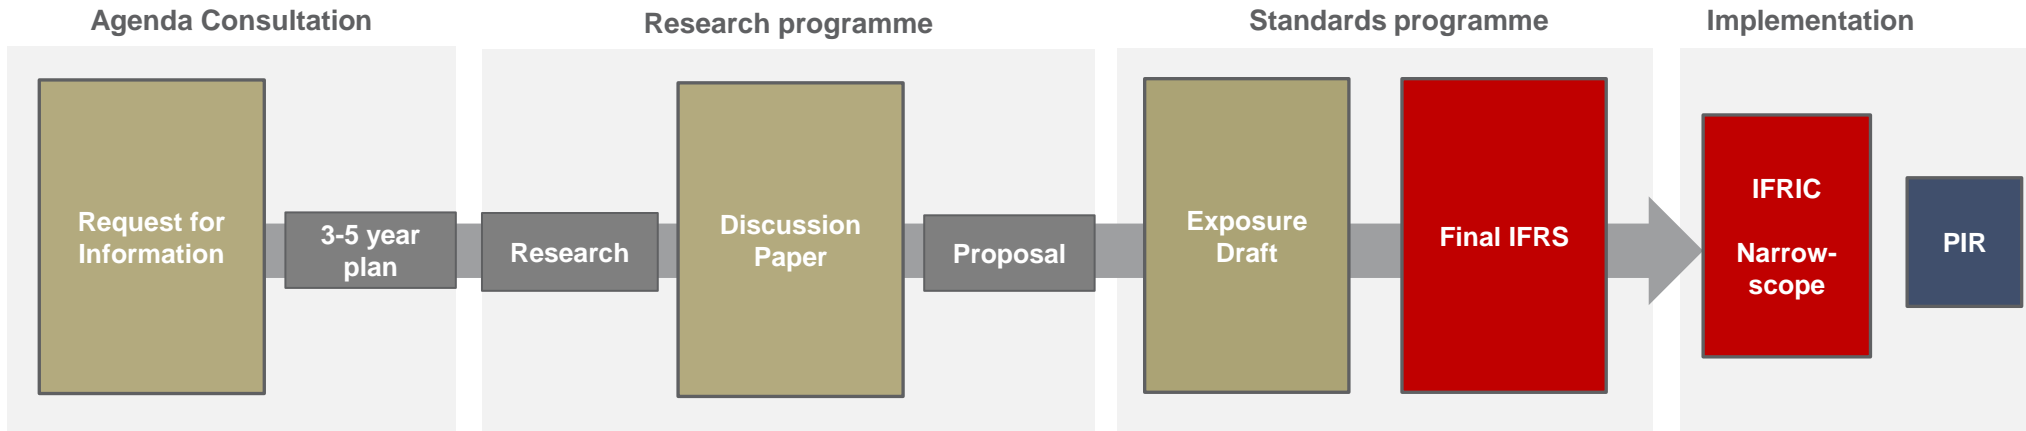 Agenda Consultation
Research programme
Standards programme
Implementation
Request for
Information
3-5 year
plan
Research
Discussion
Paper
Proposal
Exposure
Draft
Final IFRS
IFRIC
Narrow-
scope
PIR